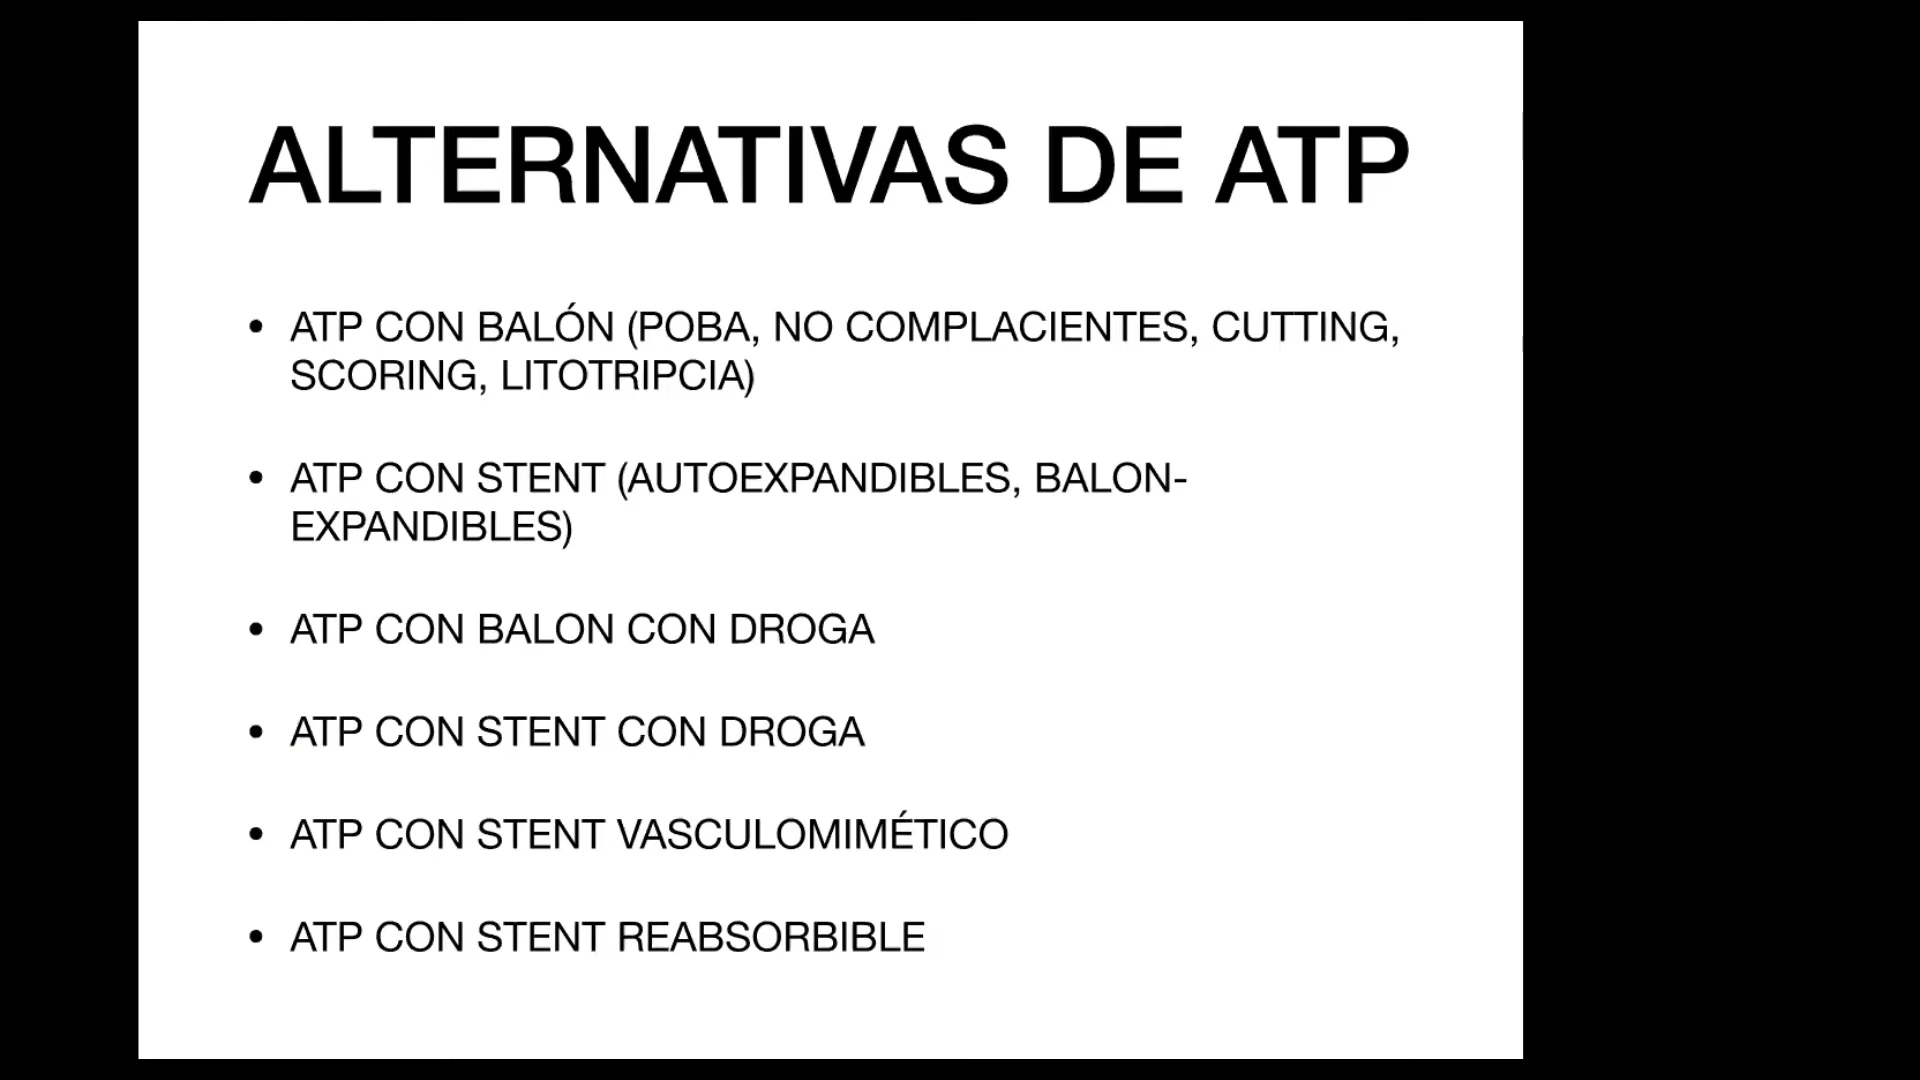 ALTERNATIVAS DE ATP
• ATP CON BALÓN (POBA, NO COMPLACIENTES, CUTTING,
SCORING, LITOTRIPCIA)
• ATP CON STENT (AUTOEXPANDIBLES, BALON-
EXPANDIBLES)
• ATP CON BALON CON DROGA
• ATP CON STENT CON DROGA
• ATP CON STENT VASCULOMIMÉTICO
• ATP CON STENT REABSORBIBLE